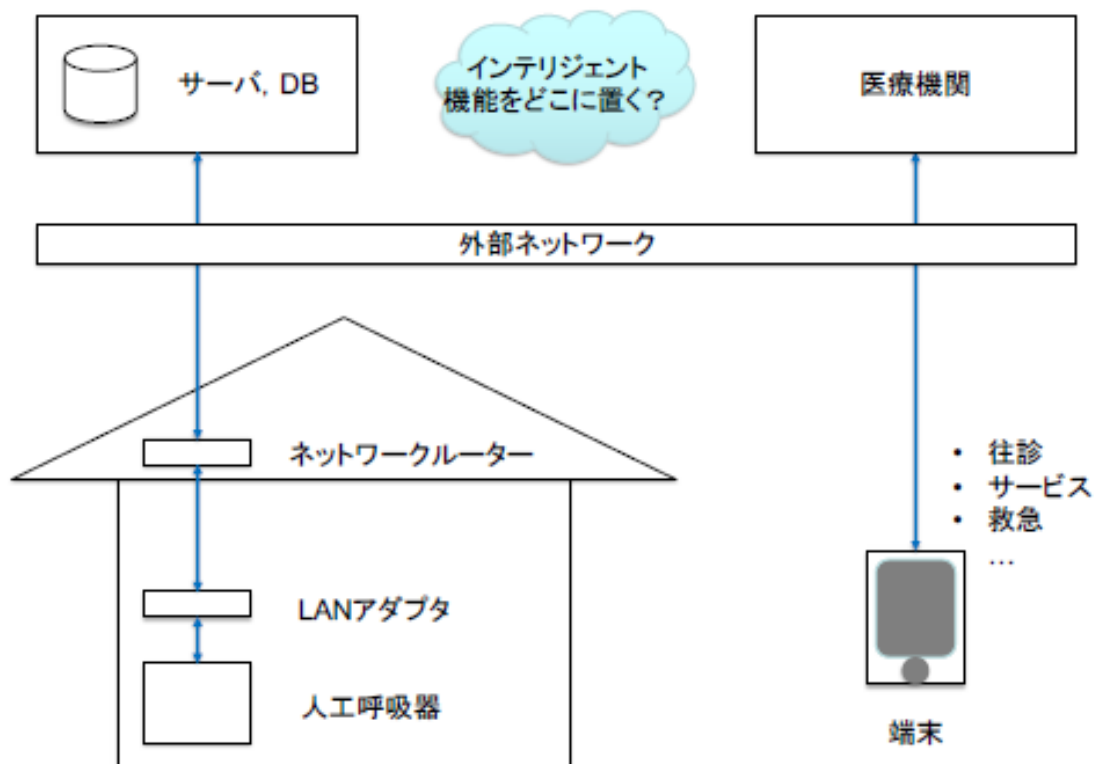 サーバ, DB
インテリジェント
機能をどこに置く?
医療機関
外部ネットワーク
ネットワークルーター
• 往診
• サービス
• 救急
…
LANアダプタ
人工呼吸器
端末